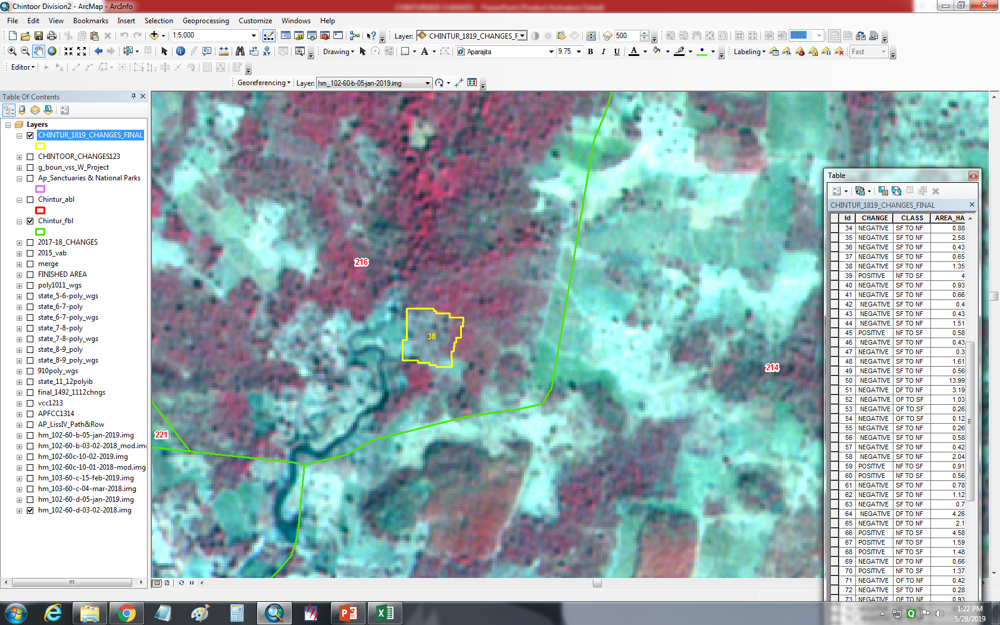 Chintoor Division2 - ArcMap - ArcInfo
File Edit View Bookmarks Insert Selection Geoprocessing Customize Windows Help
1:5,000 Layer: CHINTUR_1819_CHANGES_F 500 100%
Drawing Aparajita 9.75 B I U A Labeling Fast
Editor
Georeferencing Layer: hm_102-60-b-05-jan-2019.img
Table Of Contents
Layers
CHINTUR_1819_CHANGES_FINAL
CHINTOOR_CHANGES123
g_boun_vss_W_Project
Ap_Sanctuaries & National Parks
Chintur_abl
Chintur_fbl
2017-18_CHANGES
2015_vab
merge
FINISHED AREA
poly1011_wgs
state_5-6-poly_wgs
state_6-7-poly
state_6-7-poly_wgs
state_7-8-poly
state_7-8-poly_wgs
state_8-9_poly
state_8-9_poly_wgs
910poly_wgs
state_11_12polyib
final_1492_1112chngs
vcc1213
APFCC1314
AP_LissIV_Path&Row
hm_102-60-b-05-jan-2019.img
hm_102-60-b-03-02-2018_mod.img
hm_102-60c-10-02-2019.img
hm_102-60c-10-01-2018-mod.img
hm_103-60-c-15-feb-2019.img
hm_103-60-c-04-mar-2018.img
hm_102-60-d-05-jan-2019.img
hm_102-60-d-03-02-2018.img
216
38
214
221
Table
CHINTUR_1819_CHANGES_FINAL
Id CHANGE CLASS AREA_HA
34 NEGATIVE SF TO NF 0.88
35 NEGATIVE SF TO NF 2.58
36 NEGATIVE SF TO NF 0.43
37 NEGATIVE SF TO NF 0.65
38 NEGATIVE SF TO NF 1.35
39 POSITIVE NF TO SF 4
40 NEGATIVE SF TO NF 0.93
41 NEGATIVE SF TO NF 0.66
42 NEGATIVE SF TO NF 0.4
43 NEGATIVE SF TO NF 0.43
44 NEGATIVE SF TO NF 1.51
45 POSITIVE NF TO SF 0.58
46 NEGATIVE SF TO NF 0.43
47 NEGATIVE SF TO NF 0.3
48 NEGATIVE SF TO NF 1.61
49 NEGATIVE SF TO NF 0.56
50 NEGATIVE SF TO NF 13.99
51 NEGATIVE DF TO NF 3.19
52 NEGATIVE OF TO SF 1.03
53 NEGATIVE OF TO SF 0.26
54 NEGATIVE OF TO SF 0.12
55 NEGATIVE SF TO NF 0.26
56 NEGATIVE SF TO NF 0.58
57 NEGATIVE SF TO NF 0.42
58 NEGATIVE SF TO NF 2.04
59 POSITIVE NF TO SF 0.91
60 POSITIVE NF TO SF 0.56
61 NEGATIVE SF TO NF 0.78
62 NEGATIVE SF TO NF 1.12
63 NEGATIVE SF TO NF 0.7
64 NEGATIVE DF TO NF 4.26
65 NEGATIVE DF TO NF 2.1
66 POSITIVE NF TO SF 4.58
67 POSITIVE NF TO SF 1.59
68 POSITIVE NF TO SF 1.48
69 NEGATIVE DF TO NF 0.66
70 POSITIVE NF TO SF 1.37
71 NEGATIVE OF TO NF 0.42
72 NEGATIVE SF TO NF 0.28
73 NEGATIVE OF TO NF 0.93
1:22 PM
5/28/2019